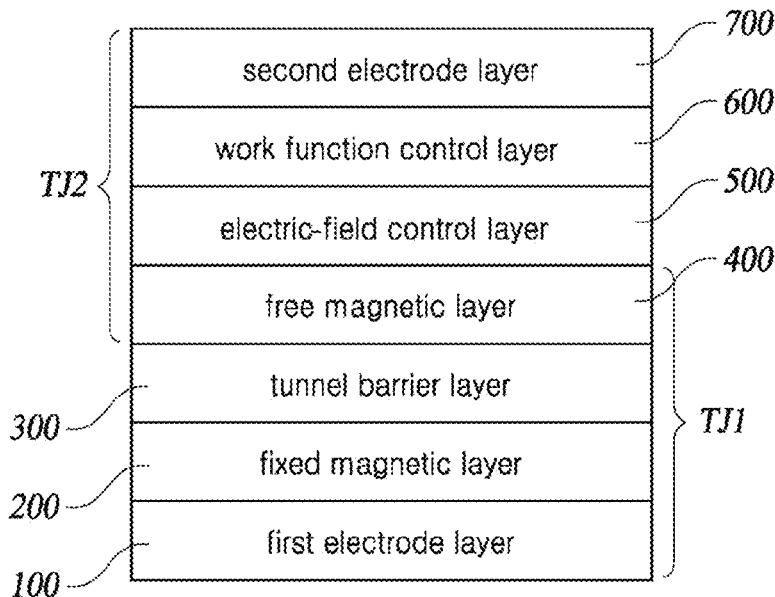 700
second electrode layer
600
work function control layer
TJ2
500
electric-field control layer
400
free magnetic layer
tunnel barrier layer
300
TJ1
fixed magnetic layer
200
first electrode layer
100